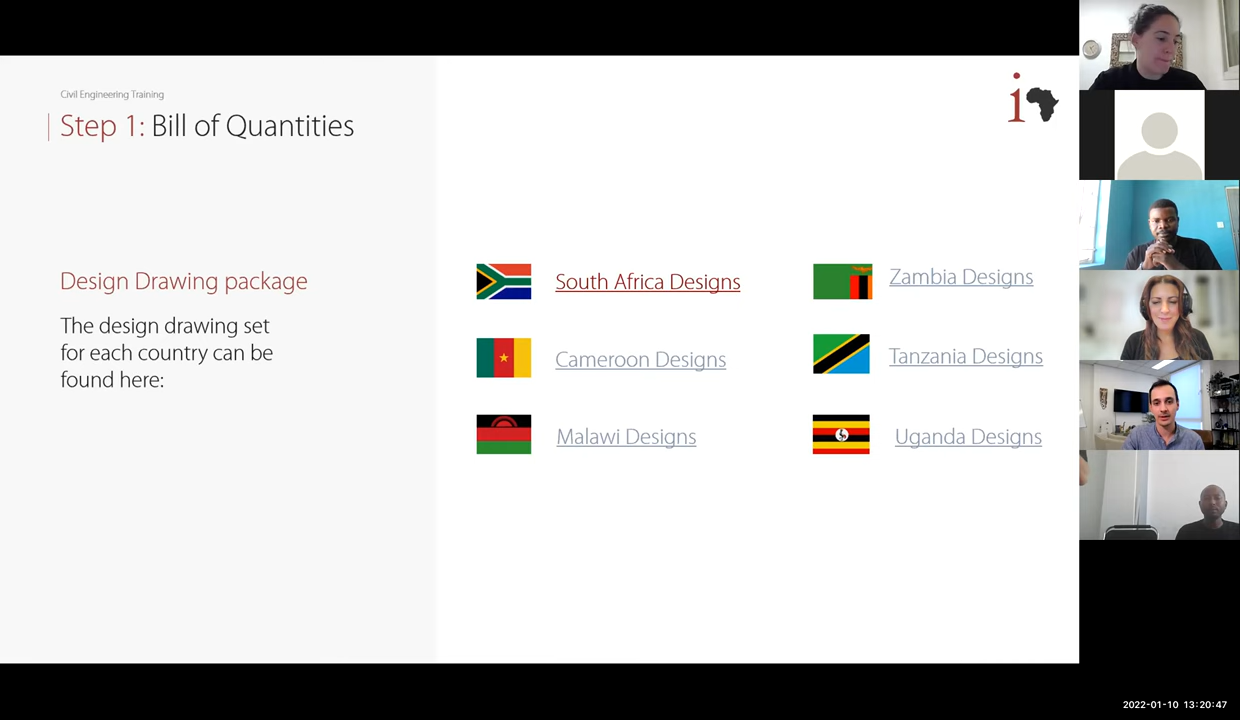 Civil Engineering Training
Step 1: Bill of Quantities
i
Design Drawing package
The design drawing set
for each country can be
found here:
South Africa Designs
Zambia Designs
Cameroon Designs
Tanzania Designs
Malawi Designs
Uganda Designs
2022-01-10 13:20:47